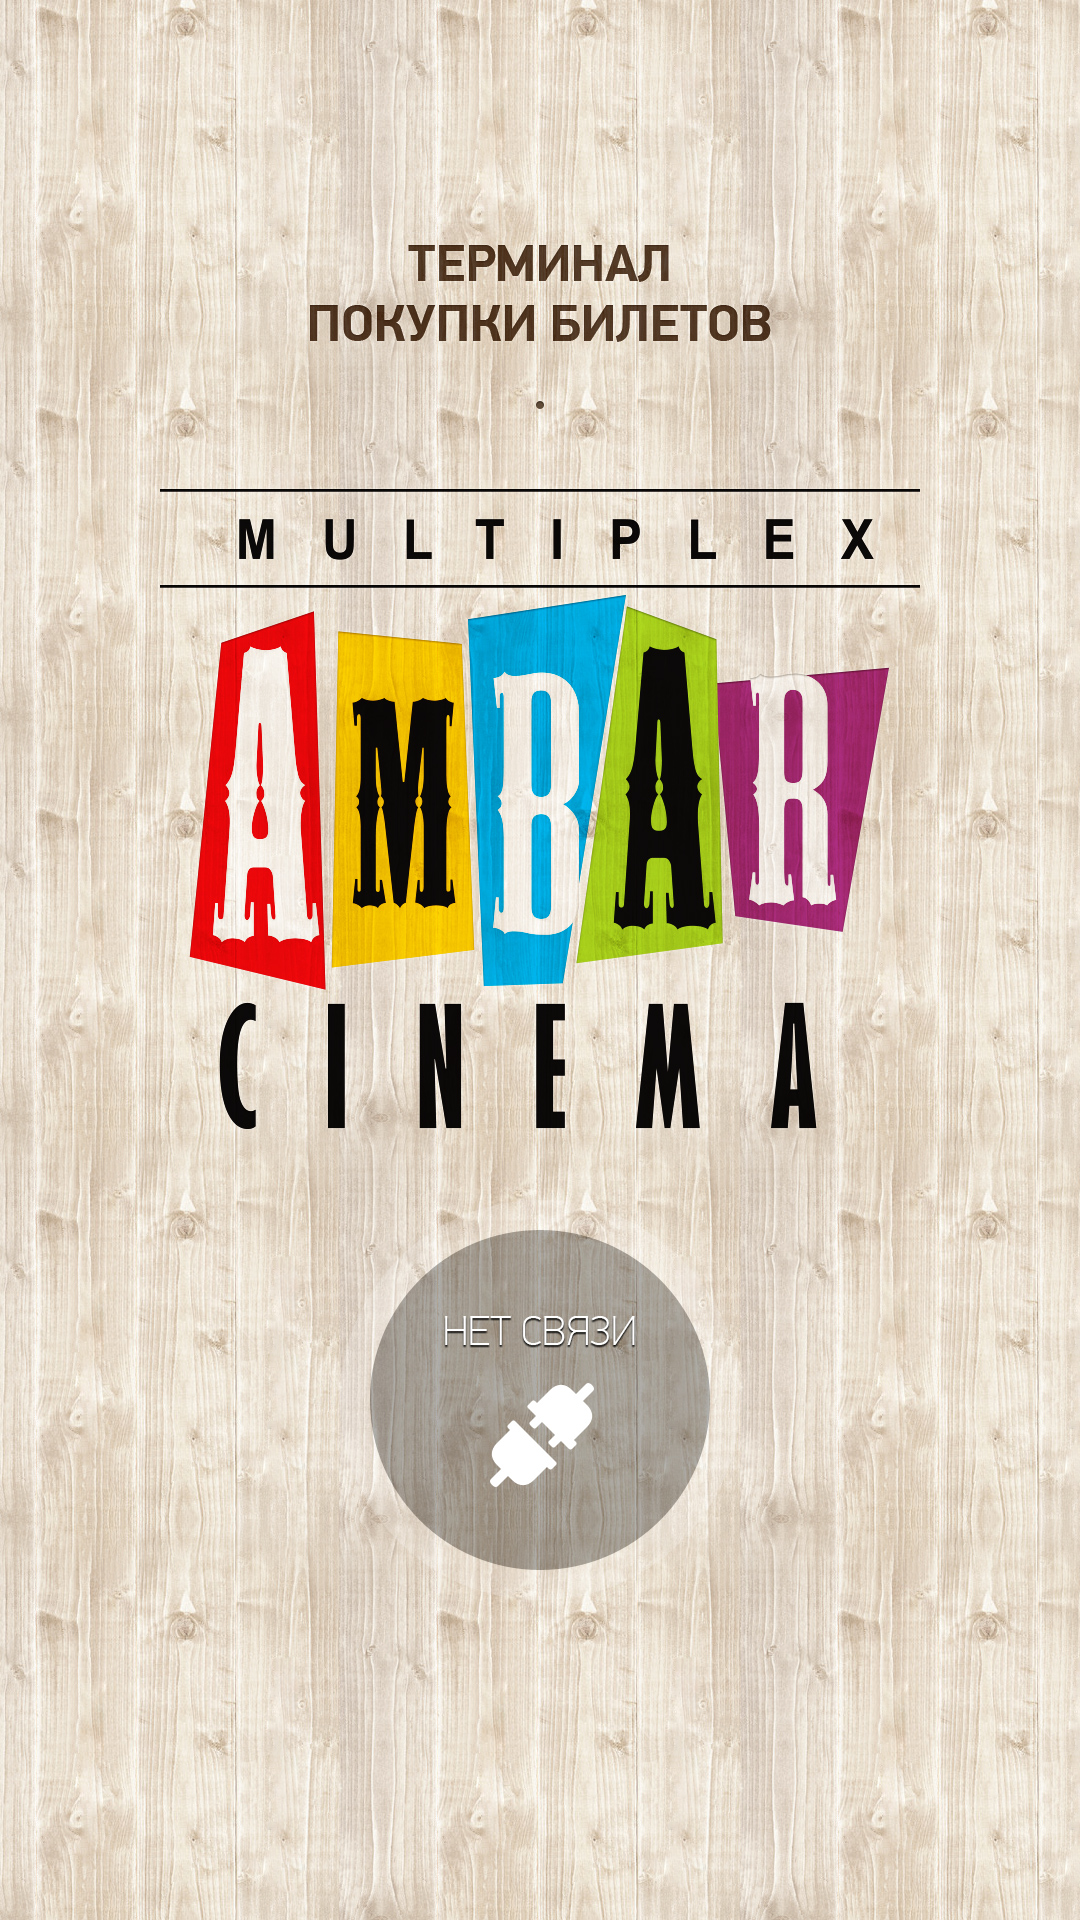 ТЕРМИНАЛ
ПОКУПКИ БИЛЕТОВ
MULTIPLEX
AMBAR
CINEMA
НЕТ СВЯЗИ